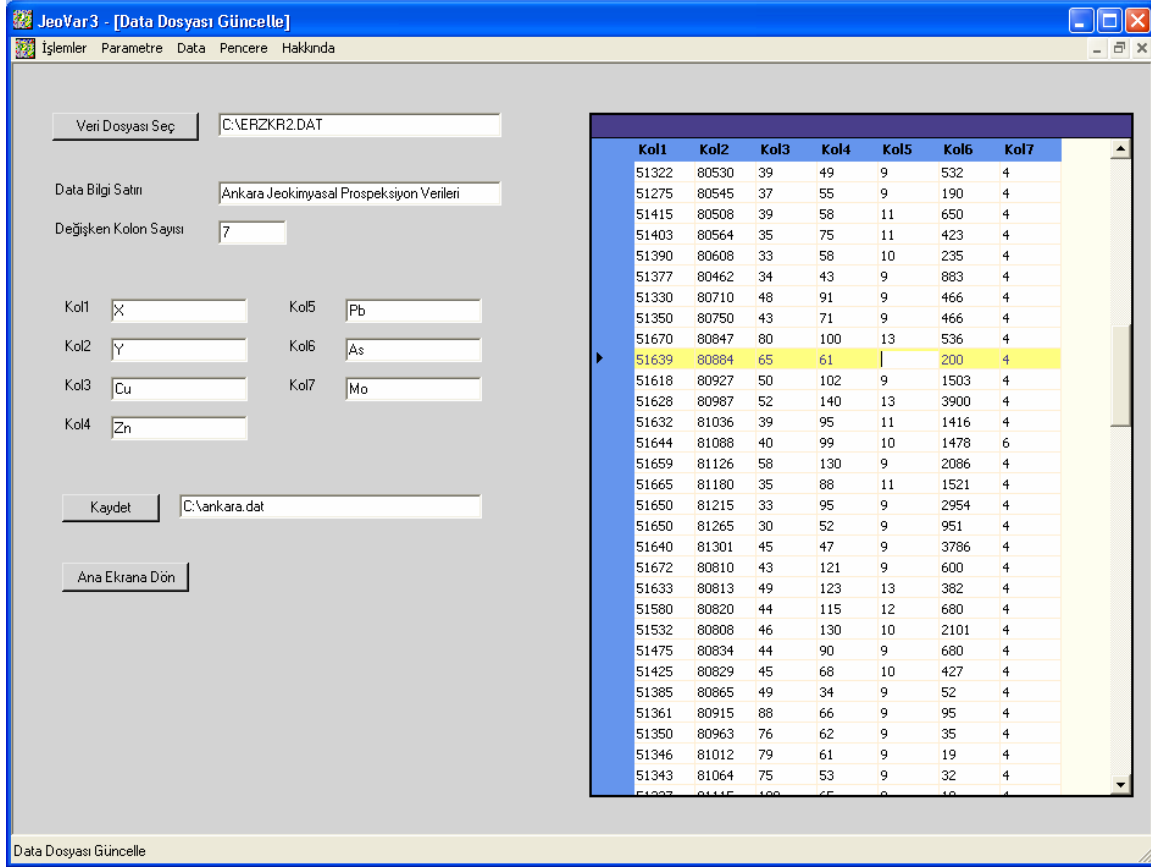 JeoVar3 - [Data Dosyası Güncelle]
İşlemler Parametre Data Pencere Hakkında
Veri Dosyası Seç C:\ERZKR2.DAT
Data Bilgi Satırı Ankara Jeokimyasal Prospeksiyon Verileri
Değişken Kolon Sayısı 7
Kol1 X Kol5 Pb
Kol2 Y Kol6 As
Kol3 Cu Kol7 Mo
Kol4 Zn
Kaydet C:\ankara.dat
Ana Ekrana Dön
Kol1 Kol2 Kol3 Kol4 Kol5 Kol6 Kol7
51322 80530 39 49 9 532 4
51275 80545 37 55 9 190 4
51415 80508 39 58 11 650 4
51403 80564 35 75 11 423 4
51390 80608 33 58 10 235 4
51377 80462 34 43 9 883 4
51330 80710 48 91 9 466 4
51350 80750 43 71 9 466 4
51670 80847 80 100 13 536 4
51639 80884 65 61 200 4
51618 80927 50 102 9 1503 4
51628 80987 52 140 13 3900 4
51632 81036 39 95 11 1416 4
51644 81088 40 99 10 1478 6
51659 81126 58 130 9 2086 4
51665 81180 35 88 11 1521 4
51650 81215 33 95 9 2954 4
51650 81265 30 52 9 951 4
51640 81301 45 47 9 3786 4
51672 80810 43 121 9 600 4
51633 80813 49 123 13 382 4
51580 80820 44 115 12 680 4
51532 80808 46 130 10 2101 4
51475 80834 44 90 9 680 4
51425 80829 45 68 10 427 4
51385 80865 49 34 9 52 4
51361 80915 88 66 9 95 4
51350 80963 76 62 9 35 4
51346 81012 79 61 9 19 4
51343 81064 75 53 9 32 4
Data Dosyası Güncelle